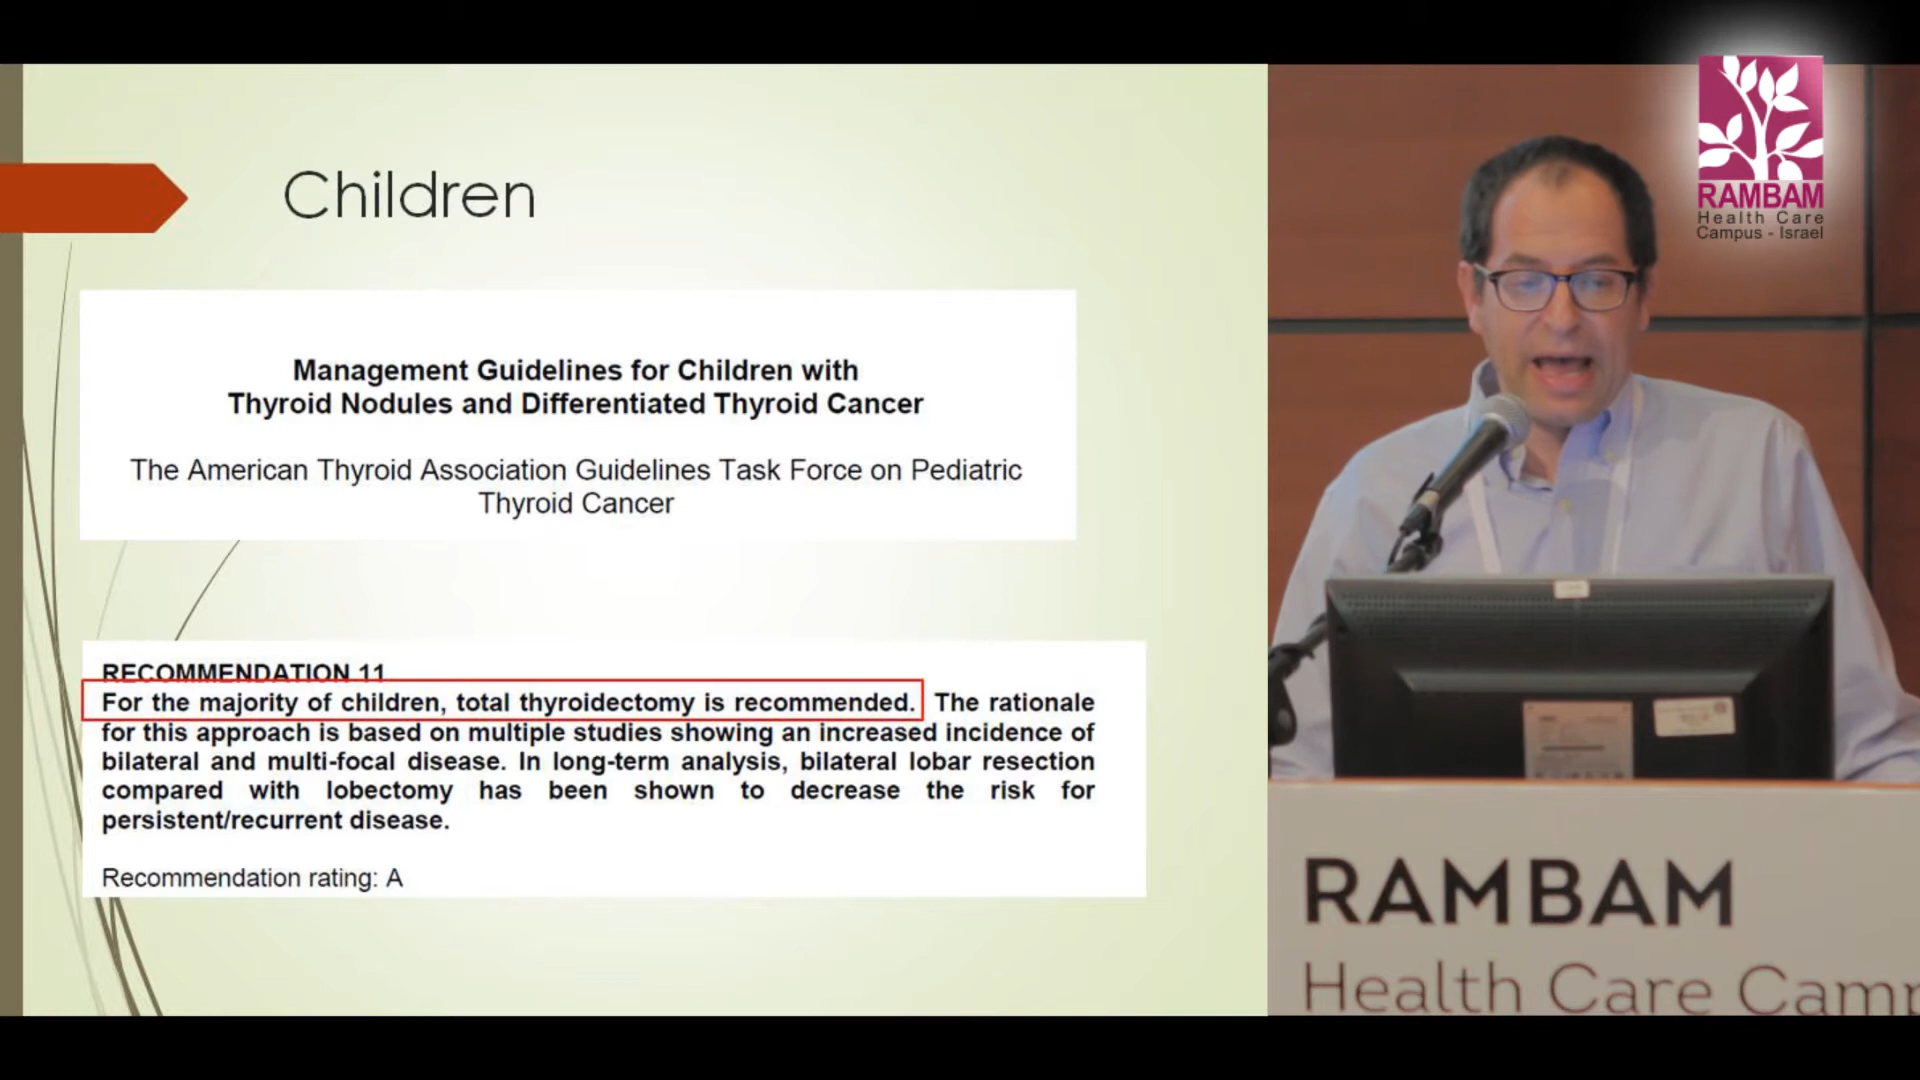 Children
Management Guidelines for Children with
Thyroid Nodules and Differentiated Thyroid Cancer
The American Thyroid Association Guidelines Task Force on Pediatric
Thyroid Cancer
RECOMMENDATION 11
For the majority of children, total thyroidectomy is recommended. The rationale
for this approach is based on multiple studies showing an increased incidence of
bilateral and multi-focal disease. In long-term analysis, bilateral lobar resection
compared with lobectomy has been shown to decrease the risk for
persistent/recurrent disease.
Recommendation rating: A
RAMBAM
Health Care
Campus - Israel
RAMBAM
Health Care Camp